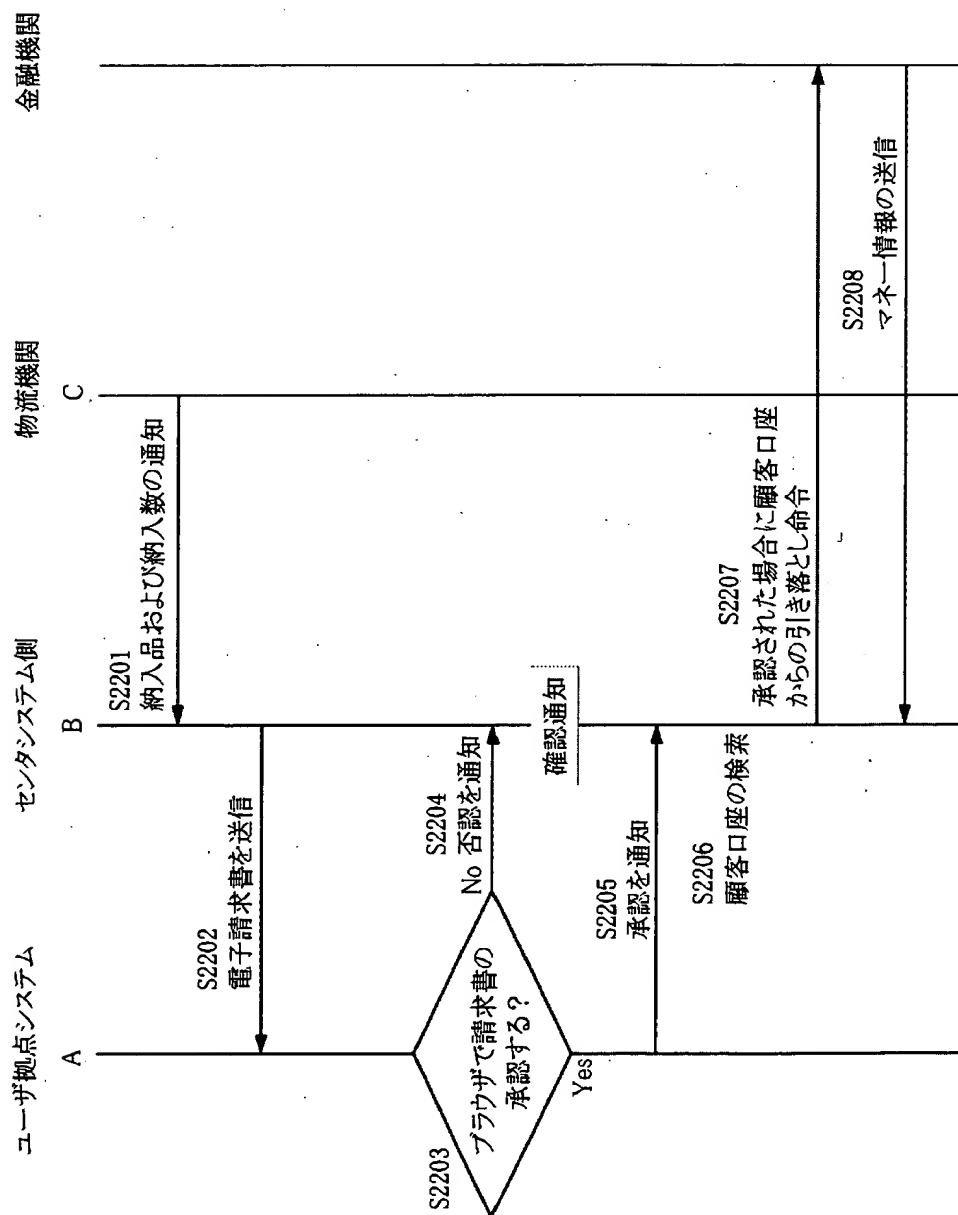 ユーザ拠点システム
センタシステム側
物流機関
金融機関
A
B
C
S2201
納入品および納入数の通知
S2202
電子請求書を送信
S2203
ブラウザで請求書の
承認する?
No
S2204
否認を通知
確認通知
Yes
S2205
承認を通知
S2206
顧客口座の検索
S2207
承認された場合に顧客口座
からの引き落とし命令
S2208
マネー情報の送信